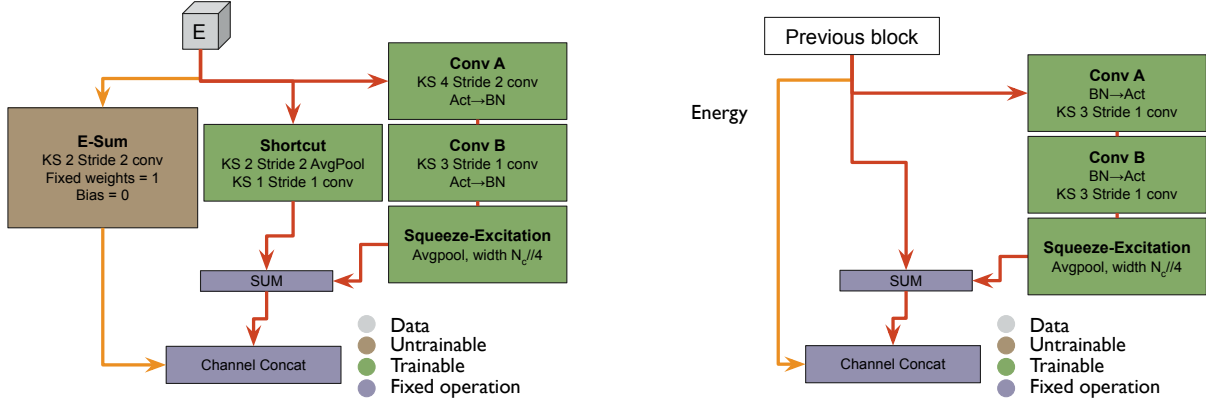 E
Conv A
KS 4 Stride 2 conv
Act→BN
E-Sum
KS 2 Stride 2 conv
Fixed weights = 1
Bias = 0
Shortcut
KS 2 Stride 2 AvgPool
KS 1 Stride 1 conv
Conv B
KS 3 Stride 1 conv
Act→BN
Squeeze-Excitation
Avgpool, width N_c//4
SUM
Channel Concat
Data
Untrainable
Trainable
Fixed operation
Previous block
Energy
Conv A
BN→Act
KS 3 Stride 1 conv
Conv B
BN→Act
KS 3 Stride 1 conv
Squeeze-Excitation
Avgpool, width N_c//4
SUM
Channel Concat
Data
Untrainable
Trainable
Fixed operation